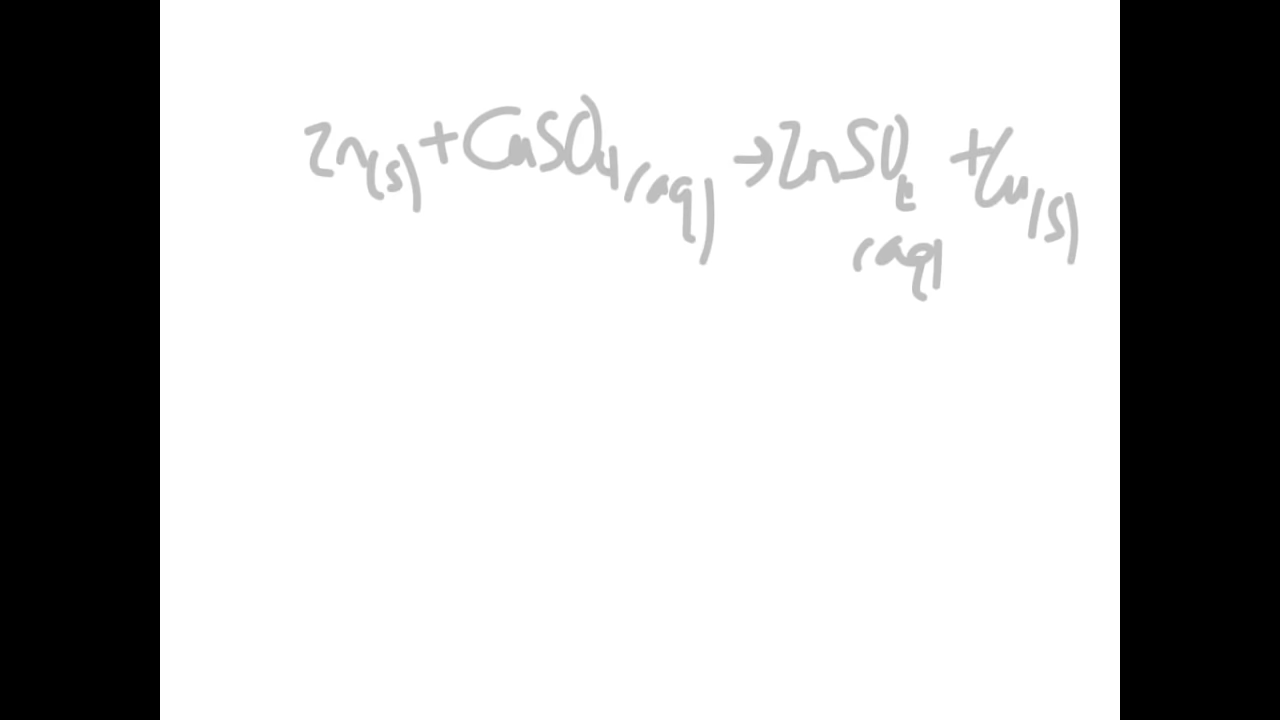 Zn(s) + CuSO4(aq) → ZnSO4 + Cu(s)
(aq)